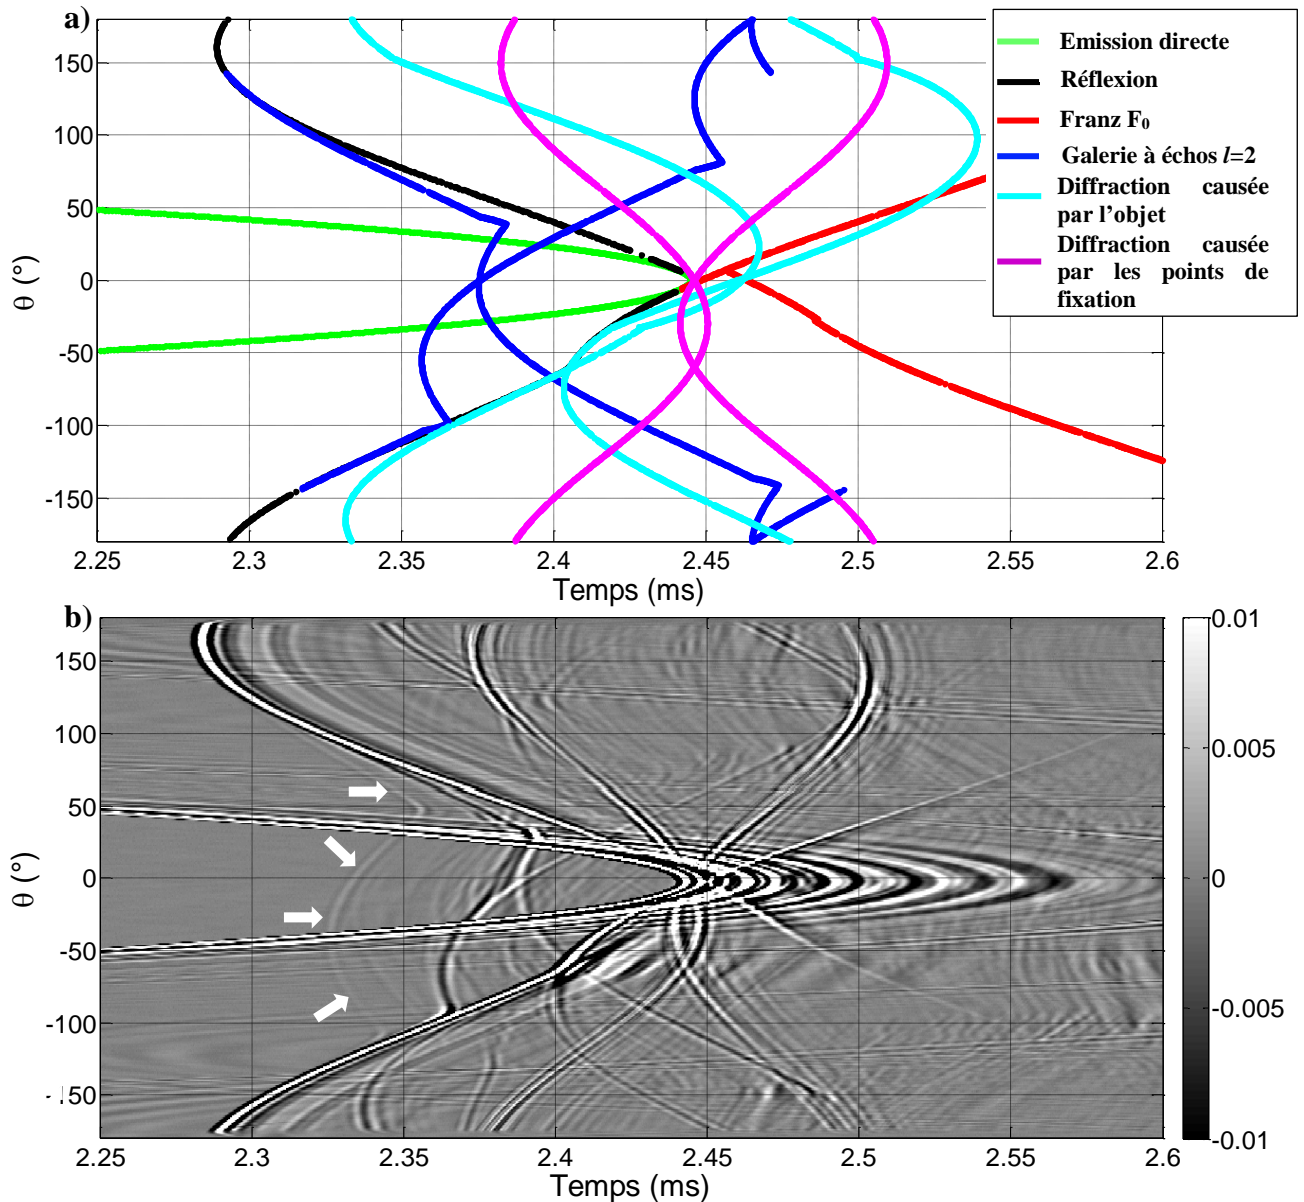 a)
150
100
50
0
-50
-100
-150
θ (°)
2.25
2.3
2.35
2.4
2.45
2.5
2.55
2.6
Temps (ms)
Emission directe
Réflexion
Franz F₀
Galerie à échos l=2
Diffraction causée
par l'objet
Diffraction causée
par les points de
fixation
b)
150
100
50
0
-50
-100
150
θ (°)
2.25
2.3
2.35
2.4
2.45
2.5
2.55
2.6
Temps (ms)
0.01
0.005
0
-0.005
-0.01